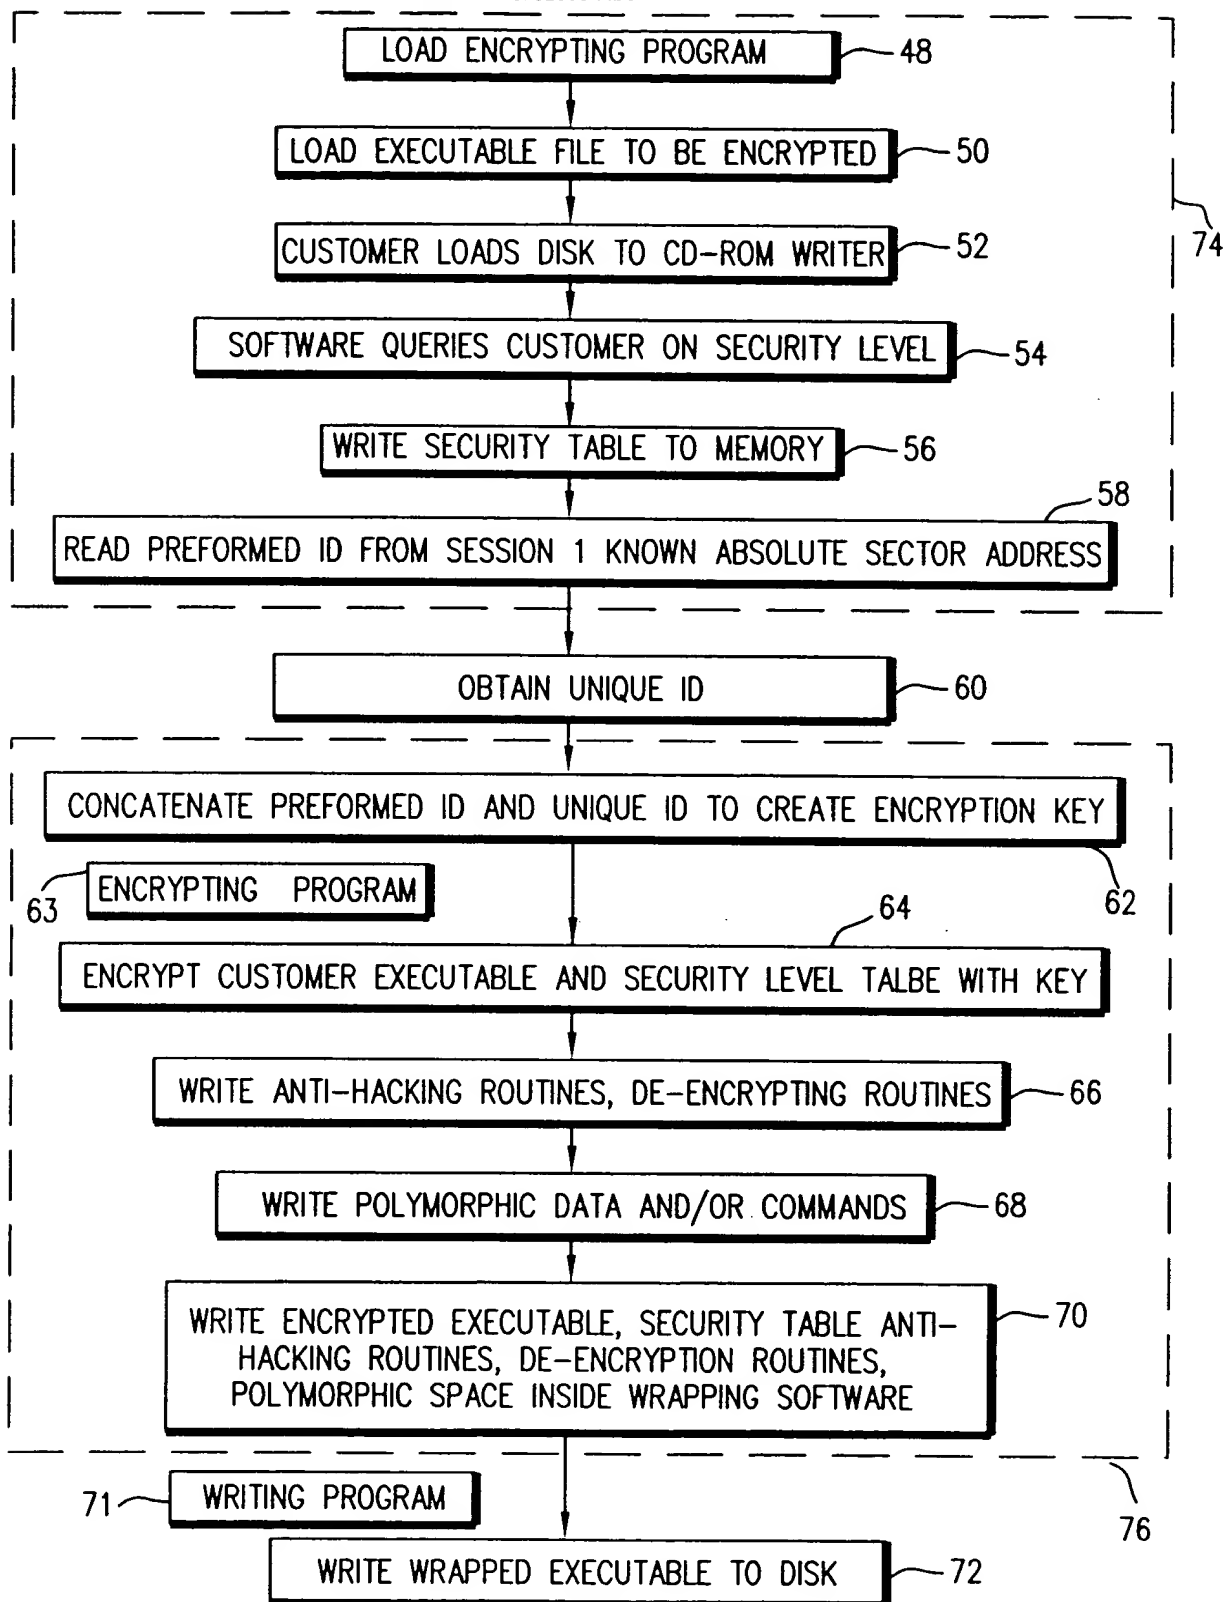 LOAD ENCRYPTING PROGRAM
48
LOAD EXECUTABLE FILE TO BE ENCRYPTED
50
CUSTOMER LOADS DISK TO CD-ROM WRITER
52
74
SOFTWARE QUERIES CUSTOMER ON SECURITY LEVEL
54
WRITE SECURITY TABLE TO MEMORY
56
58
READ PREFORMED ID FROM SESSION 1 KNOWN ABSOLUTE SECTOR ADDRESS
OBTAIN UNIQUE ID
60
CONCATENATE PREFORMED ID AND UNIQUE ID TO CREATE ENCRYPTION KEY
62
63
ENCRYPTING PROGRAM
64
ENCRYPT CUSTOMER EXECUTABLE AND SECURITY LEVEL TALBE WITH KEY
WRITE ANTI-HACKING ROUTINES, DE-ENCRYPTING ROUTINES
66
WRITE POLYMORPHIC DATA AND/OR COMMANDS
68
WRITE ENCRYPTED EXECUTABLE, SECURITY TABLE ANTI-
HACKING ROUTINES, DE-ENCRYPTION ROUTINES,
POLYMORPHIC SPACE INSIDE WRAPPING SOFTWARE
70
71
WRITING PROGRAM
76
WRITE WRAPPED EXECUTABLE TO DISK
72